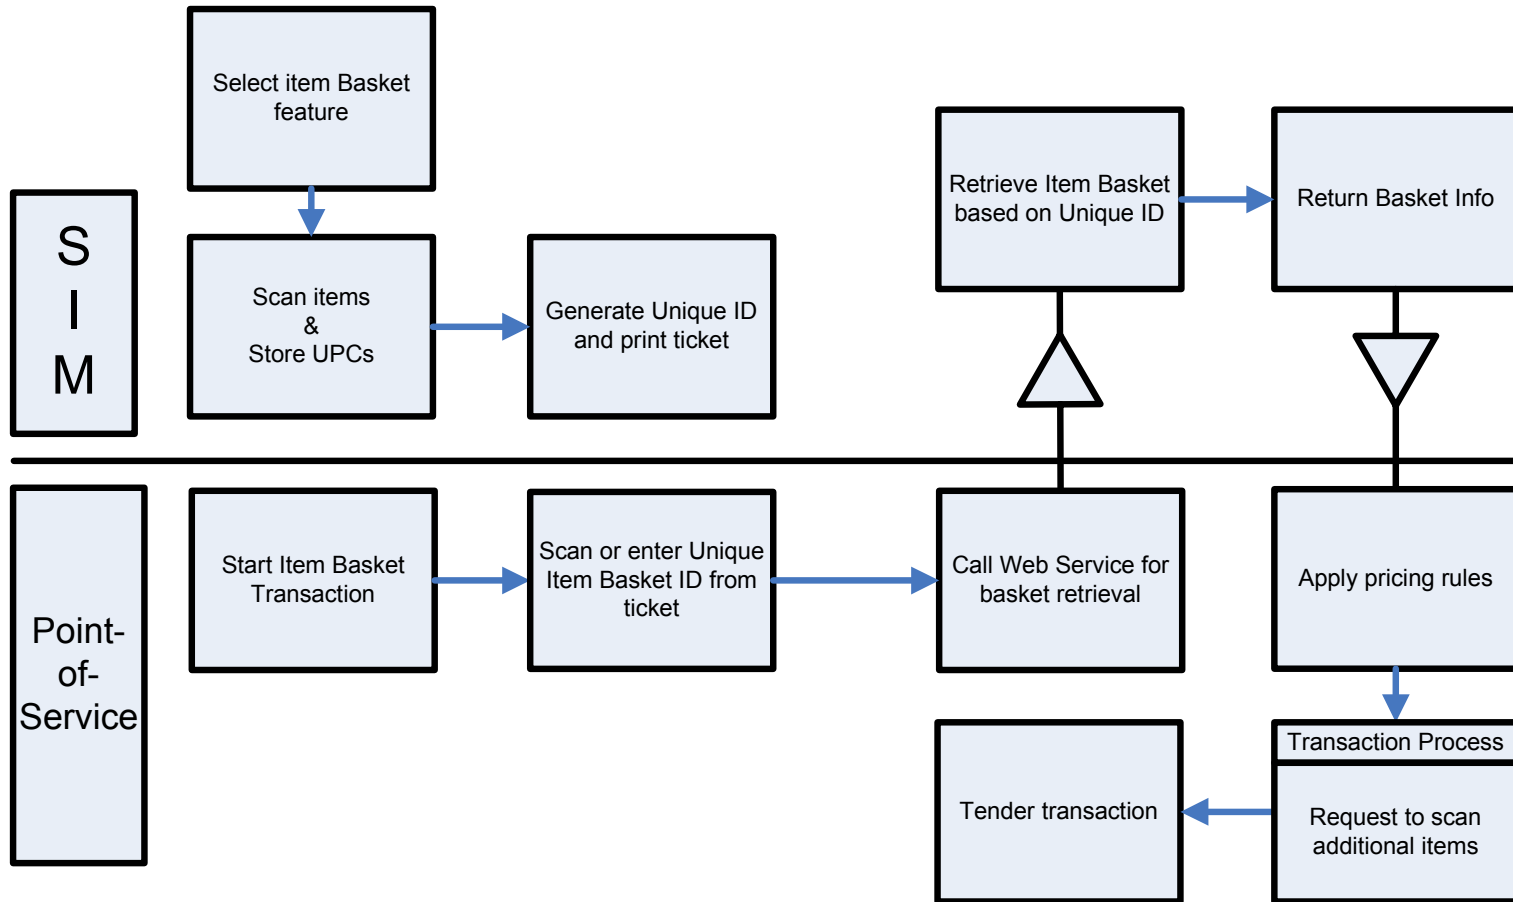 Select item Basket
feature
S
I
M
Scan items
&
Store UPCs
Generate Unique ID
and print ticket
Retrieve Item Basket
based on Unique ID
Return Basket Info
Point-
of-
Service
Start Item Basket
Transaction
Scan or enter Unique
Item Basket ID from
ticket
Call Web Service for
basket retrieval
Apply pricing rules
Tender transaction
Transaction Process
Request to scan
additional items